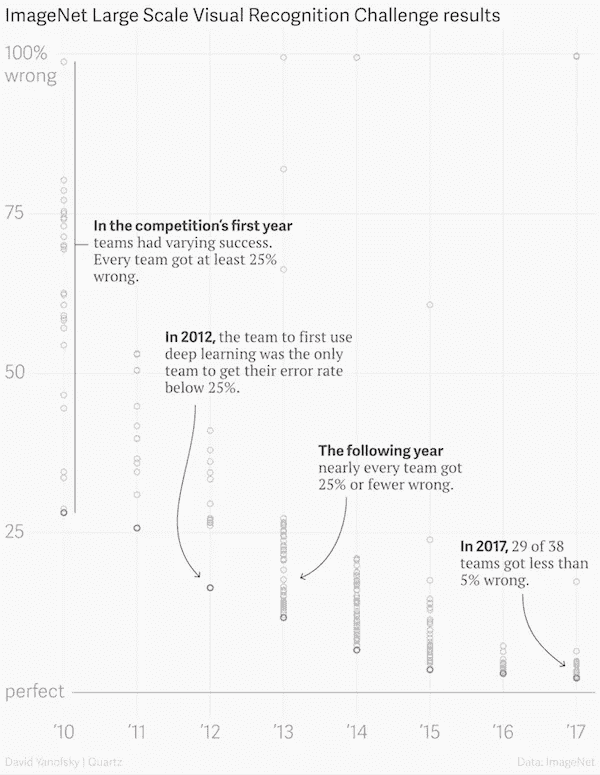 ImageNet Large Scale Visual Recognition Challenge results
100%
wrong
75
In the competition's first year
teams had varying success.
Every team got at least 25%
wrong.
In 2012, the team to first use
deep learning was the only
team to get their error rate
below 25%.
50
The following year
nearly every team got
25% or fewer wrong.
25
In 2017, 29 of 38
teams got less than
5% wrong.
perfect
'10 '11 '12 '13 '14 '15 '16 '17
David Yanofsky | Quartz
Data: ImageNet